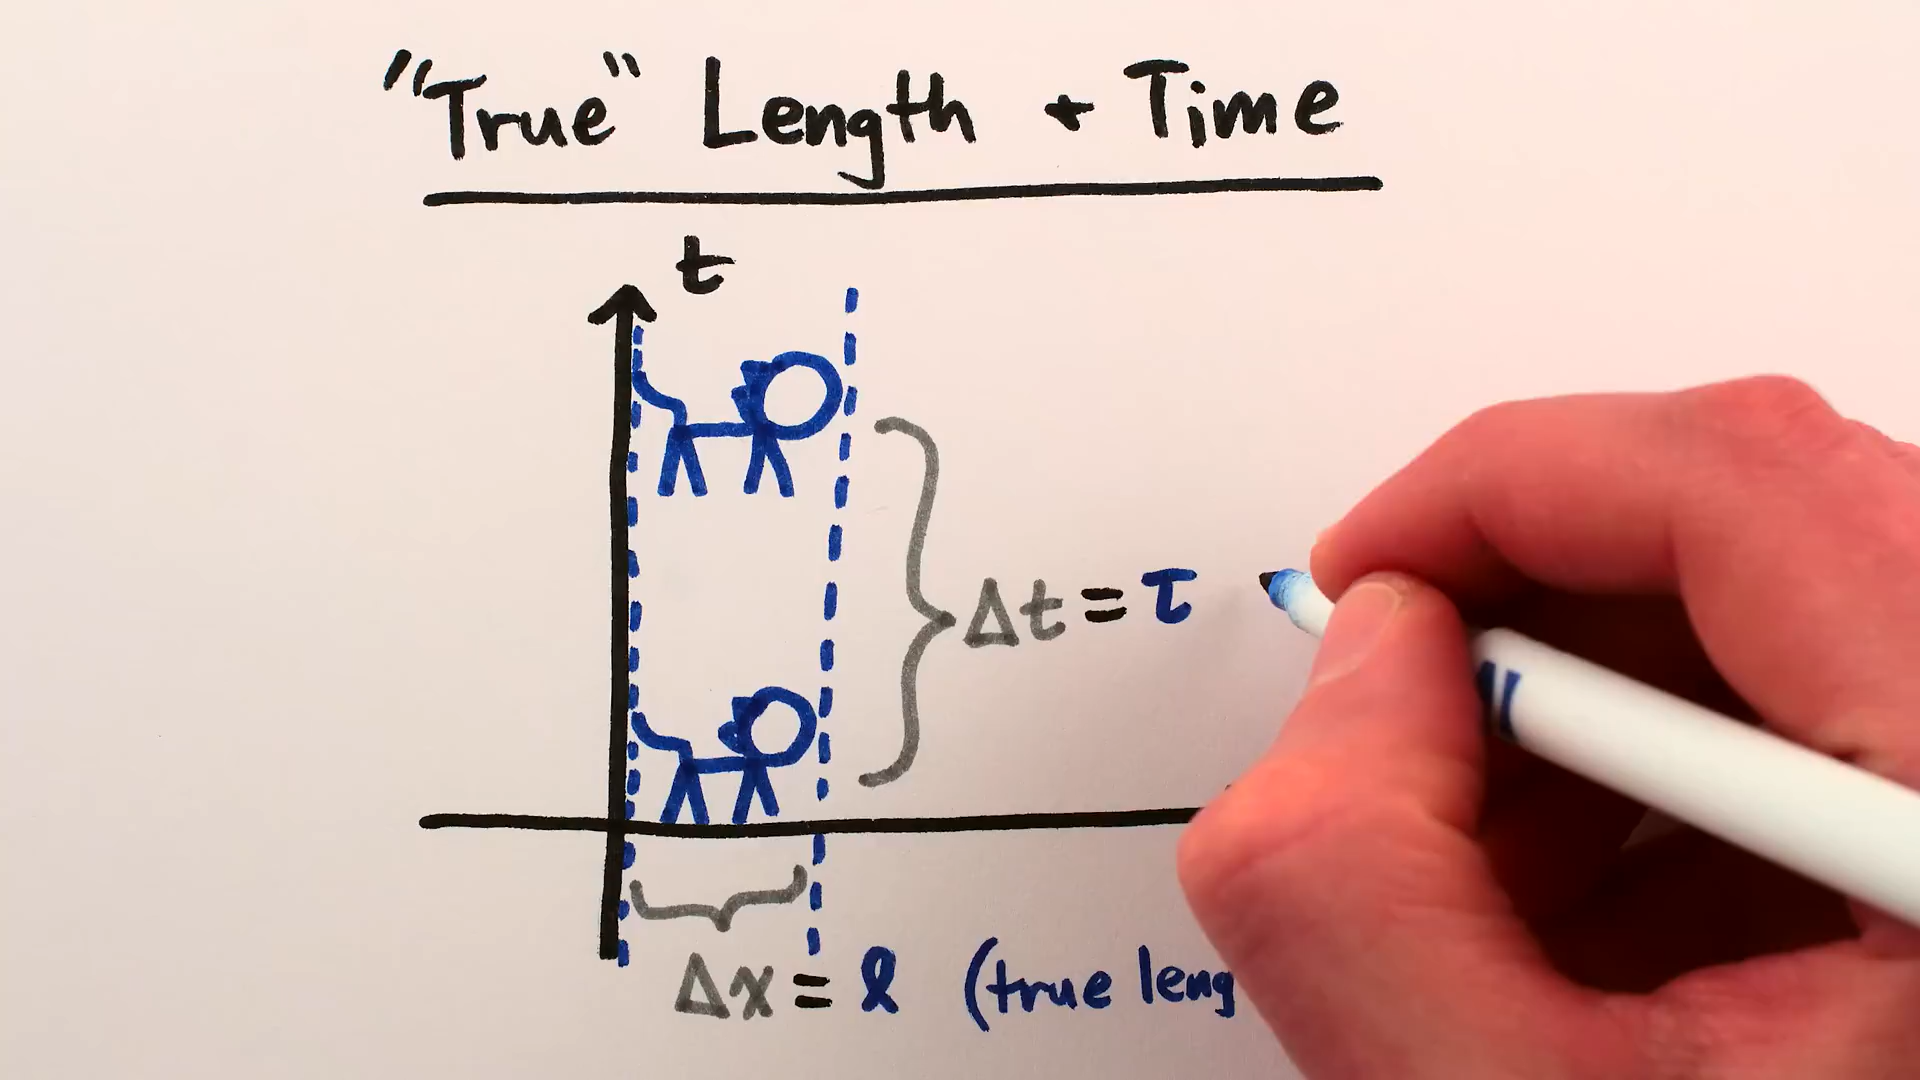 "True" Length + Time
t
Δt = τ
Δx = l (true leng